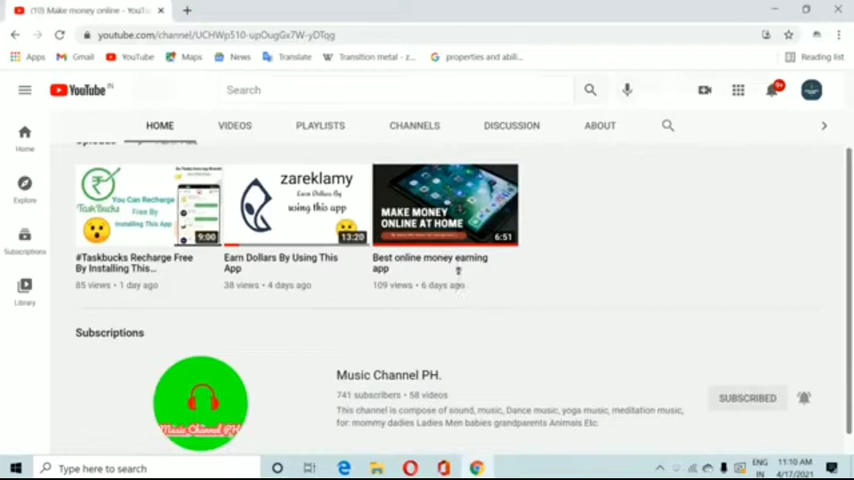 (10) Make money online - YouTu
youtube.com/channel/UCHWp510-upOugGx7W-yDTqg
Apps
Gmail
YouTube
Maps
News
Translate
Transition metal - z...
properties and abili...
Reading list
YouTube IN
Search
9+
HOME
VIDEOS
PLAYLISTS
CHANNELS
DISCUSSION
ABOUT
Home
Explore
Subscriptions
Library
TaskBucks
You Can Recharge
Free By
Installing This App
9:00
zareklamy
Earn Dollars By
using this app
13:20
MAKE MONEY
ONLINE AT HOME
6:51
#Taskbucks Recharge Free
By Installing This...
85 views • 1 day ago
Earn Dollars By Using This
App
38 views • 4 days ago
Best online money earning
app
109 views • 6 days ago
Subscriptions
Music Channel PH.
Music Channel PH.
741 subscribers • 58 videos
This channel is compose of sound, music, Dance music, yoga music, meditation music,
for: mommy dadies Ladies Men babies grandparents Animals Etc.
SUBSCRIBED
Type here to search
ENG
IN
11:10 AM
4/17/2021